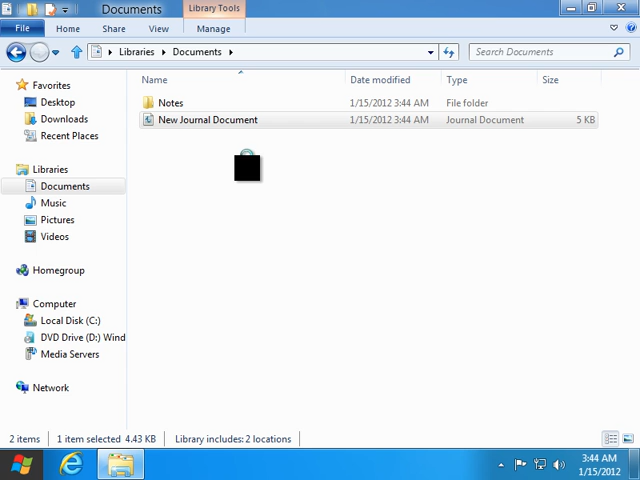 Documents
Library Tools
File Home Share View Manage
Libraries Documents
Search Documents
Name Date modified Type Size
Notes 1/15/2012 3:44 AM File folder
New Journal Document 1/15/2012 3:44 AM Journal Document 5 KB
Favorites
Desktop
Downloads
Recent Places
Libraries
Documents
Music
Pictures
Videos
Homegroup
Computer
Local Disk (C:)
DVD Drive (D:) Wind
Media Servers
Network
2 items 1 item selected 4.43 KB Library includes: 2 locations
3:44 AM
1/15/2012